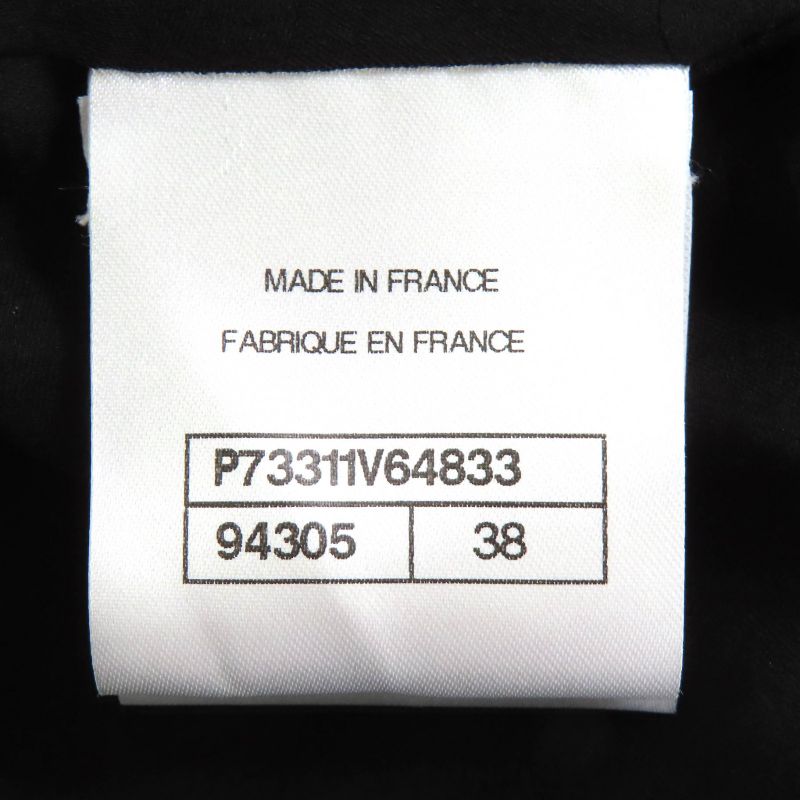 MADE IN FRANCE
FABRIQUE EN FRANCE
P73311V64833
94305 38